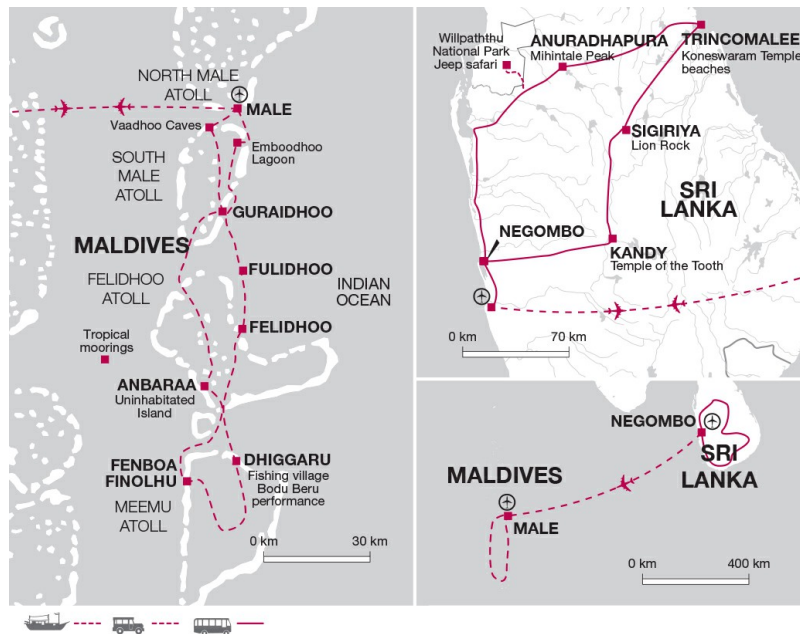 NORTH MALE
ATOLL
MALE
Vaadhoo Caves
Emboodhoo
Lagoon
SOUTH
MALE
ATOLL
GURAIDHOO
MALDIVES
FULIDHOO
INDIAN
OCEAN
FELIDHOO
ATOLL
FELIDHOO
Tropical
moorings
ANBARAA
Uninhabited
Island
FENBOA
FINOLHU
DHIGGARU
Fishing village
Bodu Beru
performance
MEEMU
ATOLL
0 km 30 km
Willpaththu
National Park
Jeep safari
ANURADHAPURA
Mihintale Peak
TRINCOMALEE
Koneswaram Temple
beaches
SIGIRIYA
Lion Rock
SRI
LANKA
NEGOMBO
KANDY
Temple of the Tooth
0 km 70 km
NEGOMBO
SRI
LANKA
MALDIVES
MALE
0 km 400 km